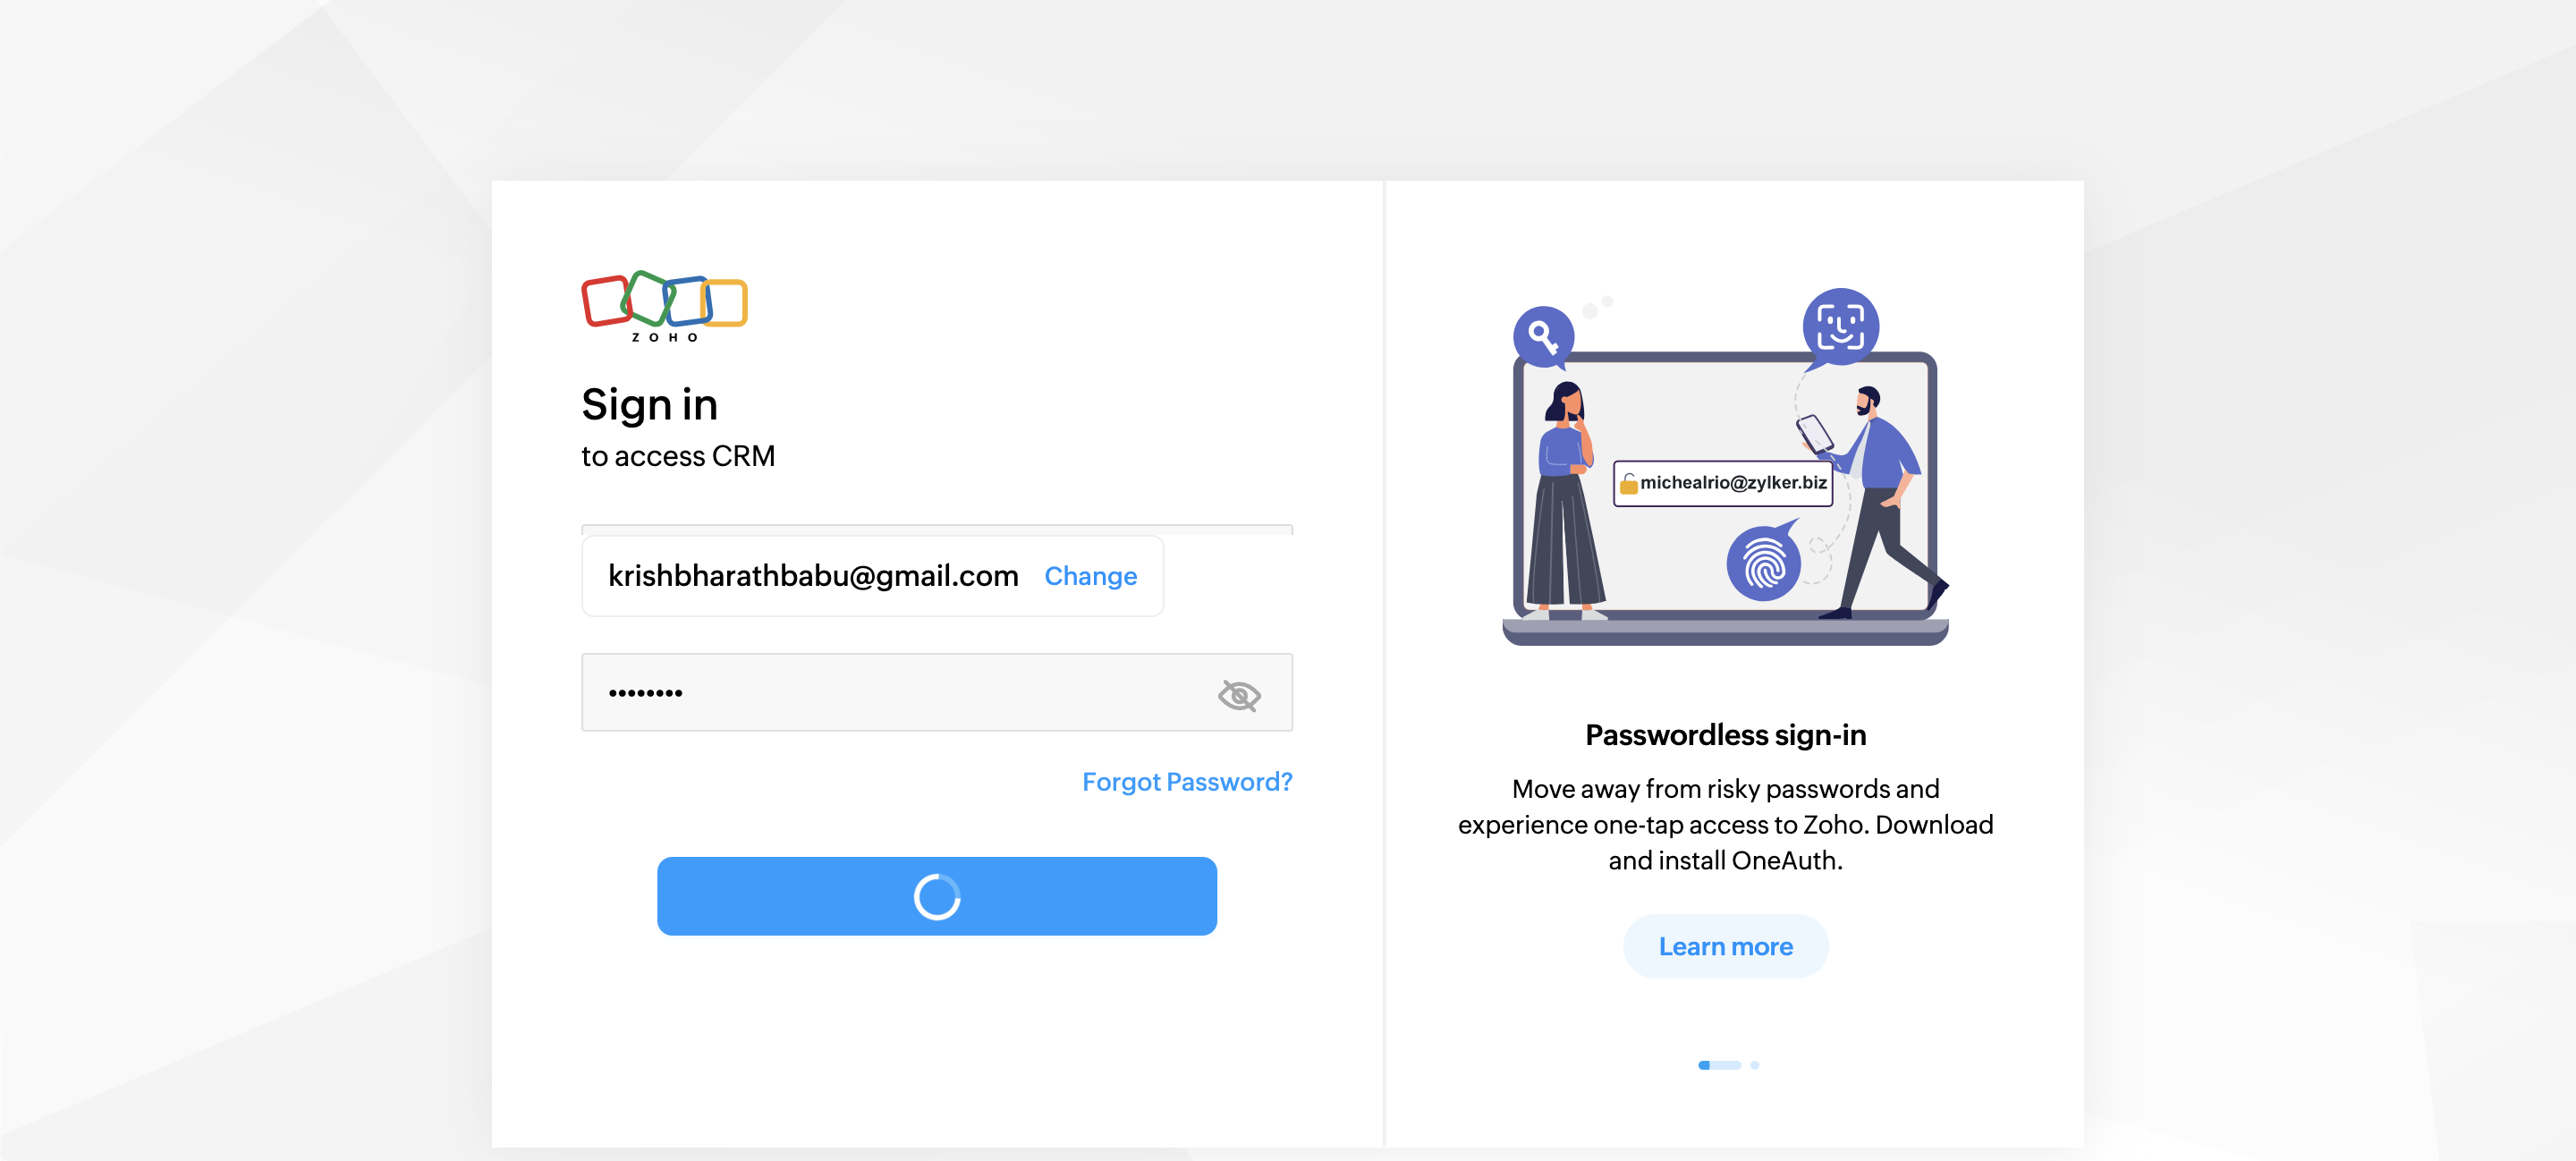 ZOHO
Sign in
to access CRM
krishbharathbabu@gmail.com Change
••••••••
Forgot Password?
michealrio@zylker.biz
Passwordless sign-in
Move away from risky passwords and
experience one-tap access to Zoho. Download
and install OneAuth.
Learn more